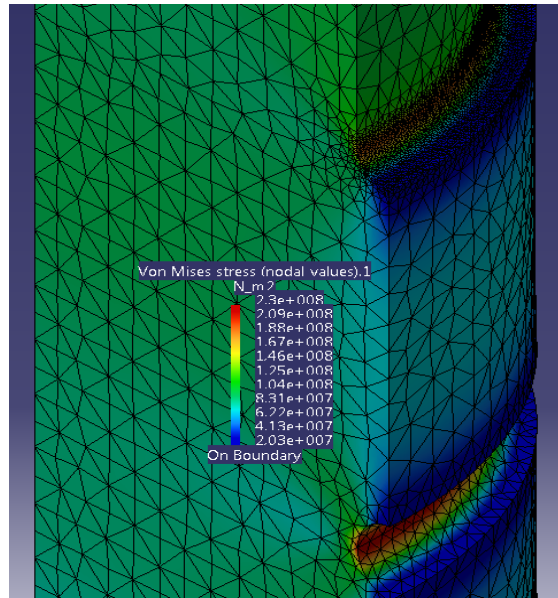 Von Mises stress (nodal values).1
N_m2
2.3e+008
2.09e+008
1.88e+008
1.67e+008
1.46e+008
1.25e+008
1.04e+008
8.31e+007
6.22e+007
4.13e+007
2.03e+007
On Boundary